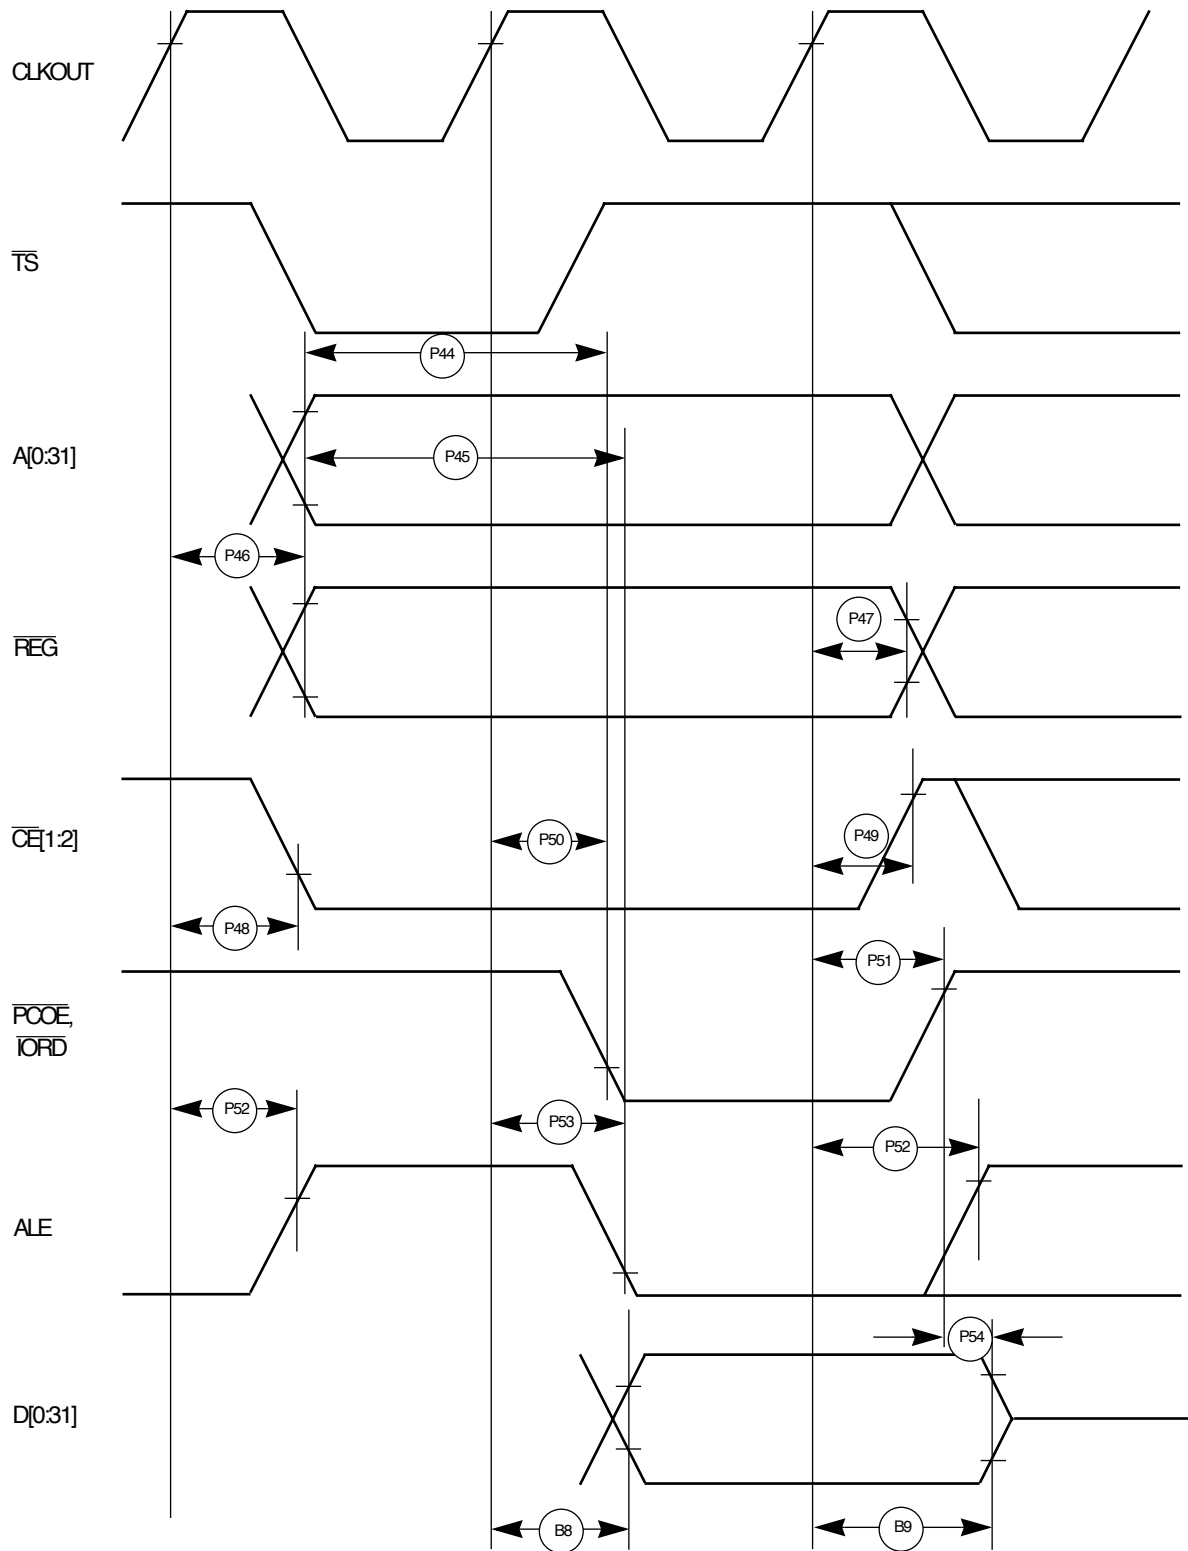 CLKOUT
TS
P44
A[0:31]
P45
P46
REG
P47
CE[1:2]
P50
P49
P48
P51
PCOE,
IORD
P52
P53
P52
ALE
P54
D[0:31]
B8
B9